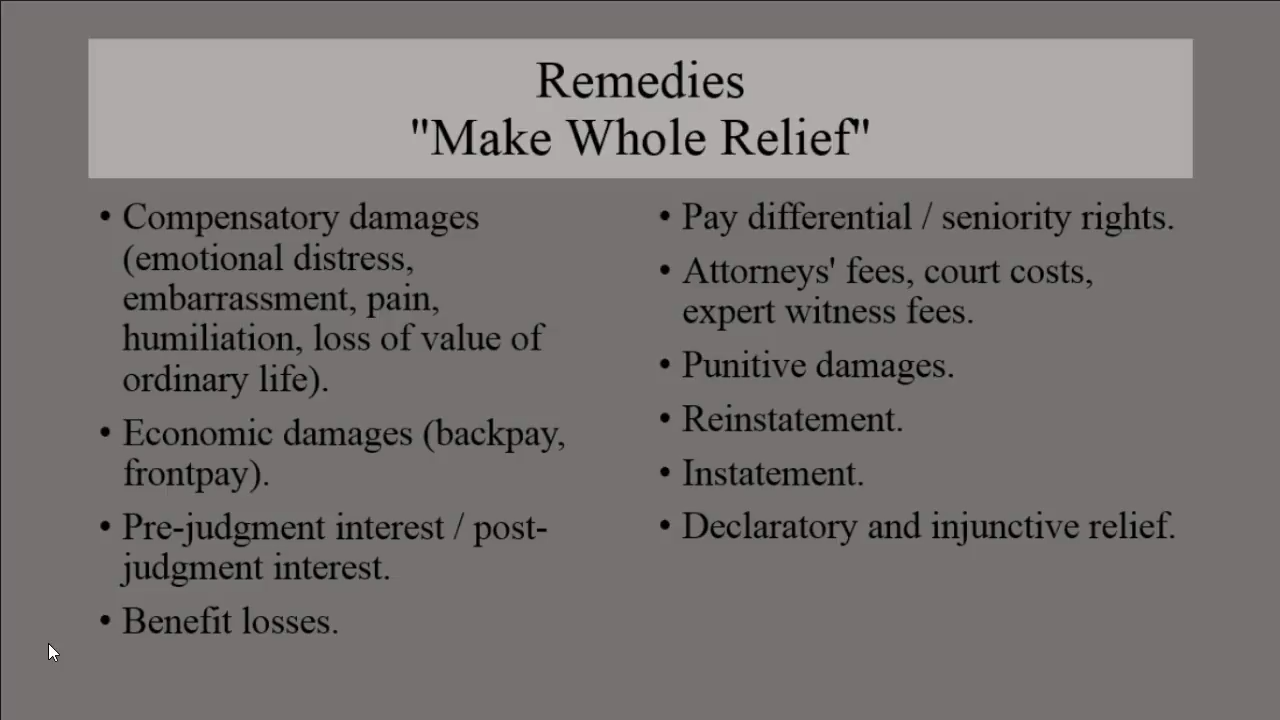 Remedies
"Make Whole Relief"
• Compensatory damages
(emotional distress,
embarrassment, pain,
humiliation, loss of value of
ordinary life).
• Economic damages (backpay,
frontpay).
• Pre-judgment interest / post-
judgment interest.
• Benefit losses.
• Pay differential / seniority rights.
• Attorneys' fees, court costs,
expert witness fees.
• Punitive damages.
• Reinstatement.
• Instatement.
• Declaratory and injunctive relief.